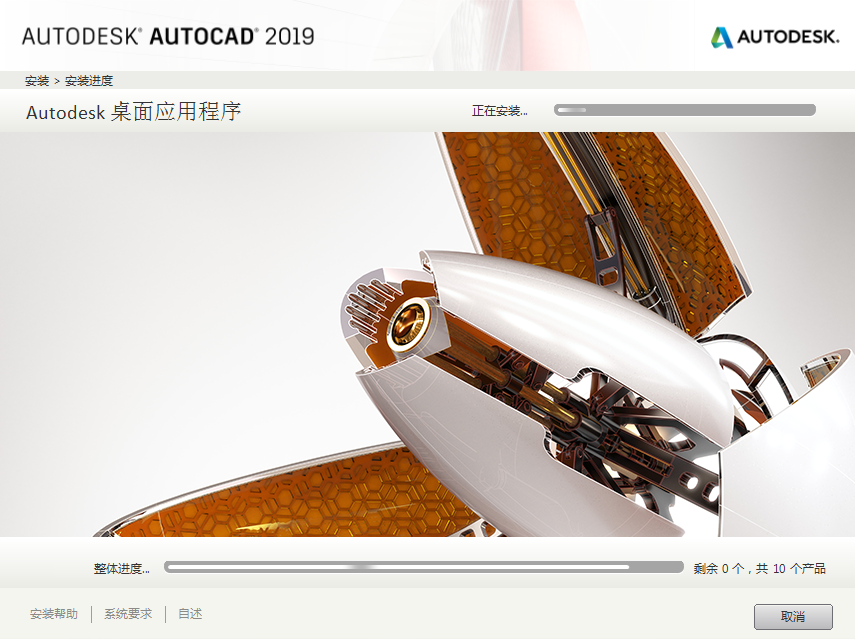 AUTODESK® AUTOCAD® 2019
AUTODESK.
安装 > 安装进度
Autodesk 桌面应用程序
正在安装...
整体进度...
剩余 0 个，共 10 个产品
安装帮助 | 系统要求 | 自述
取消